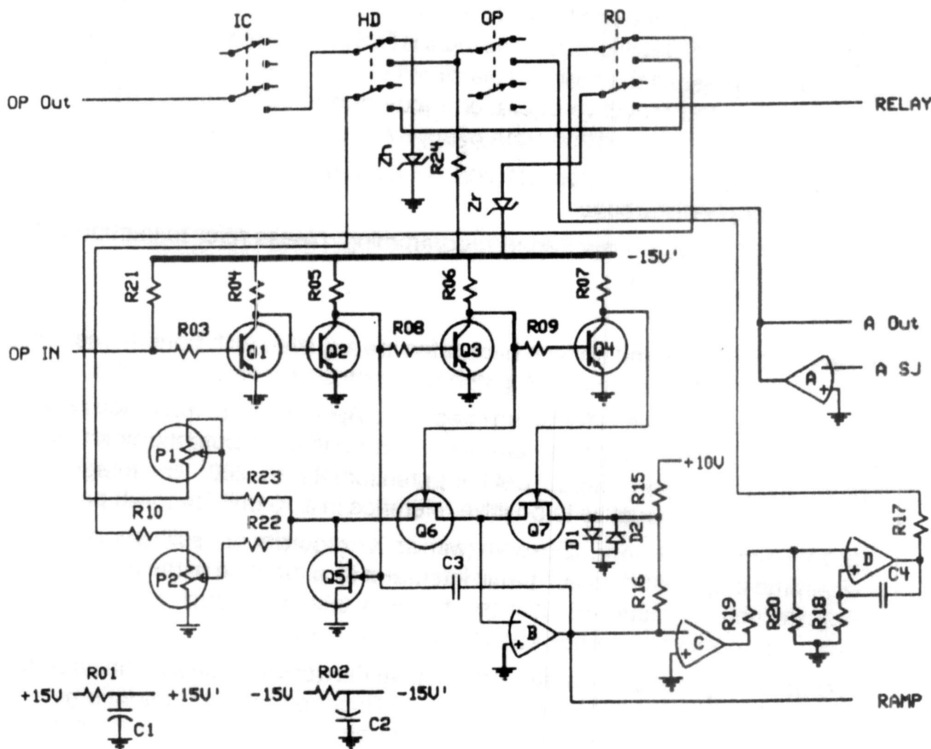 IC HD OP RO
OP Out
RELAY
Zh
R24
Zr
-15V'
R21
R04
R05
R06
R07
A Out
OP IN
R03
Q1
Q2
R08
Q3
R09
Q4
A
+
A SJ
P1
R23
+10V
R15
R10
R22
Q6
Q7
D1
D2
R17
P2
Q5
C3
R16
D
+
C4
B
+
C
+
R19
R20
R18
R01
+15V
+15V'
C1
R02
-15V
-15V'
C2
RAMP